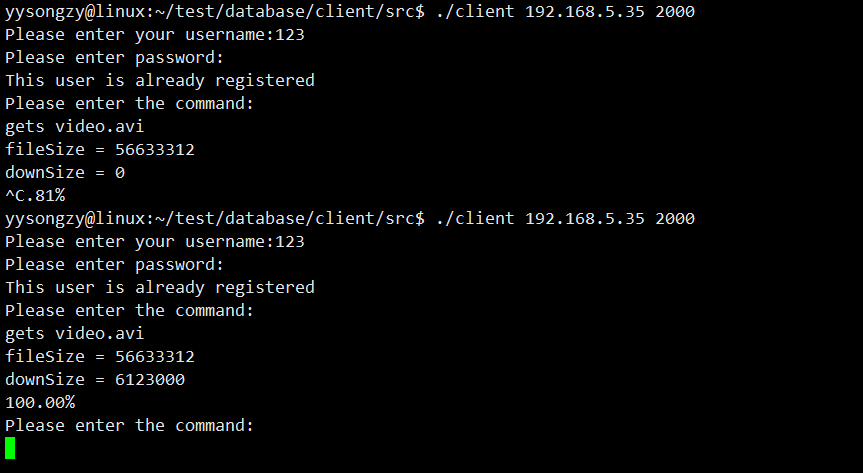 yysongzy@linux:~/test/database/client/src$ ./client 192.168.5.35 2000
Please enter your username:123
Please enter password:
This user is already registered
Please enter the command:
gets video.avi
fileSize = 56633312
downSize = 0
^C.81%
yysongzy@linux:~/test/database/client/src$ ./client 192.168.5.35 2000
Please enter your username:123
Please enter password:
This user is already registered
Please enter the command:
gets video.avi
fileSize = 56633312
downSize = 6123000
100.00%
Please enter the command: